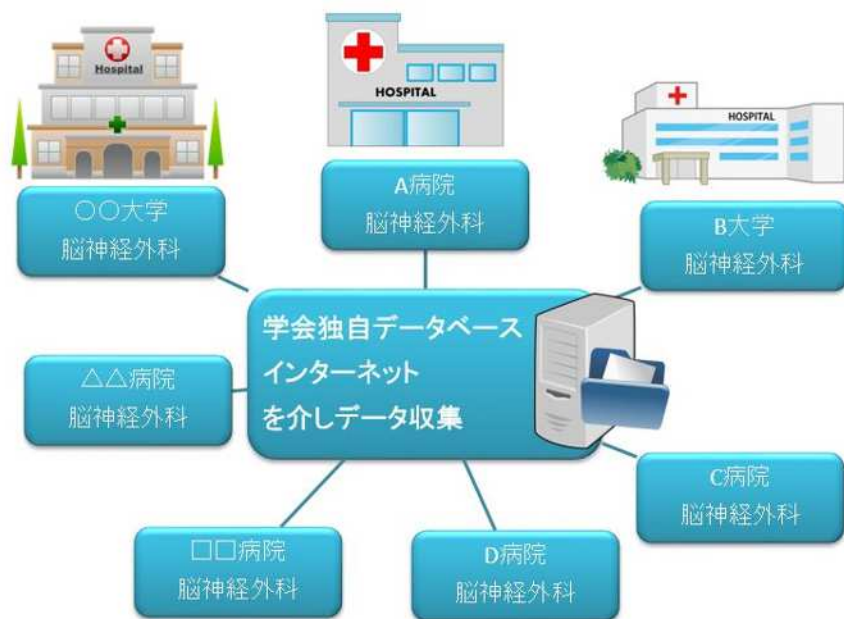 Hospital
HOSPITAL
HOSPITAL
○○大学
脳神経外科
A病院
脳神経外科
B大学
脳神経外科
学会独自データベース
インターネット
を介しデータ収集
△△病院
脳神経外科
C病院
脳神経外科
□□病院
脳神経外科
D病院
脳神経外科